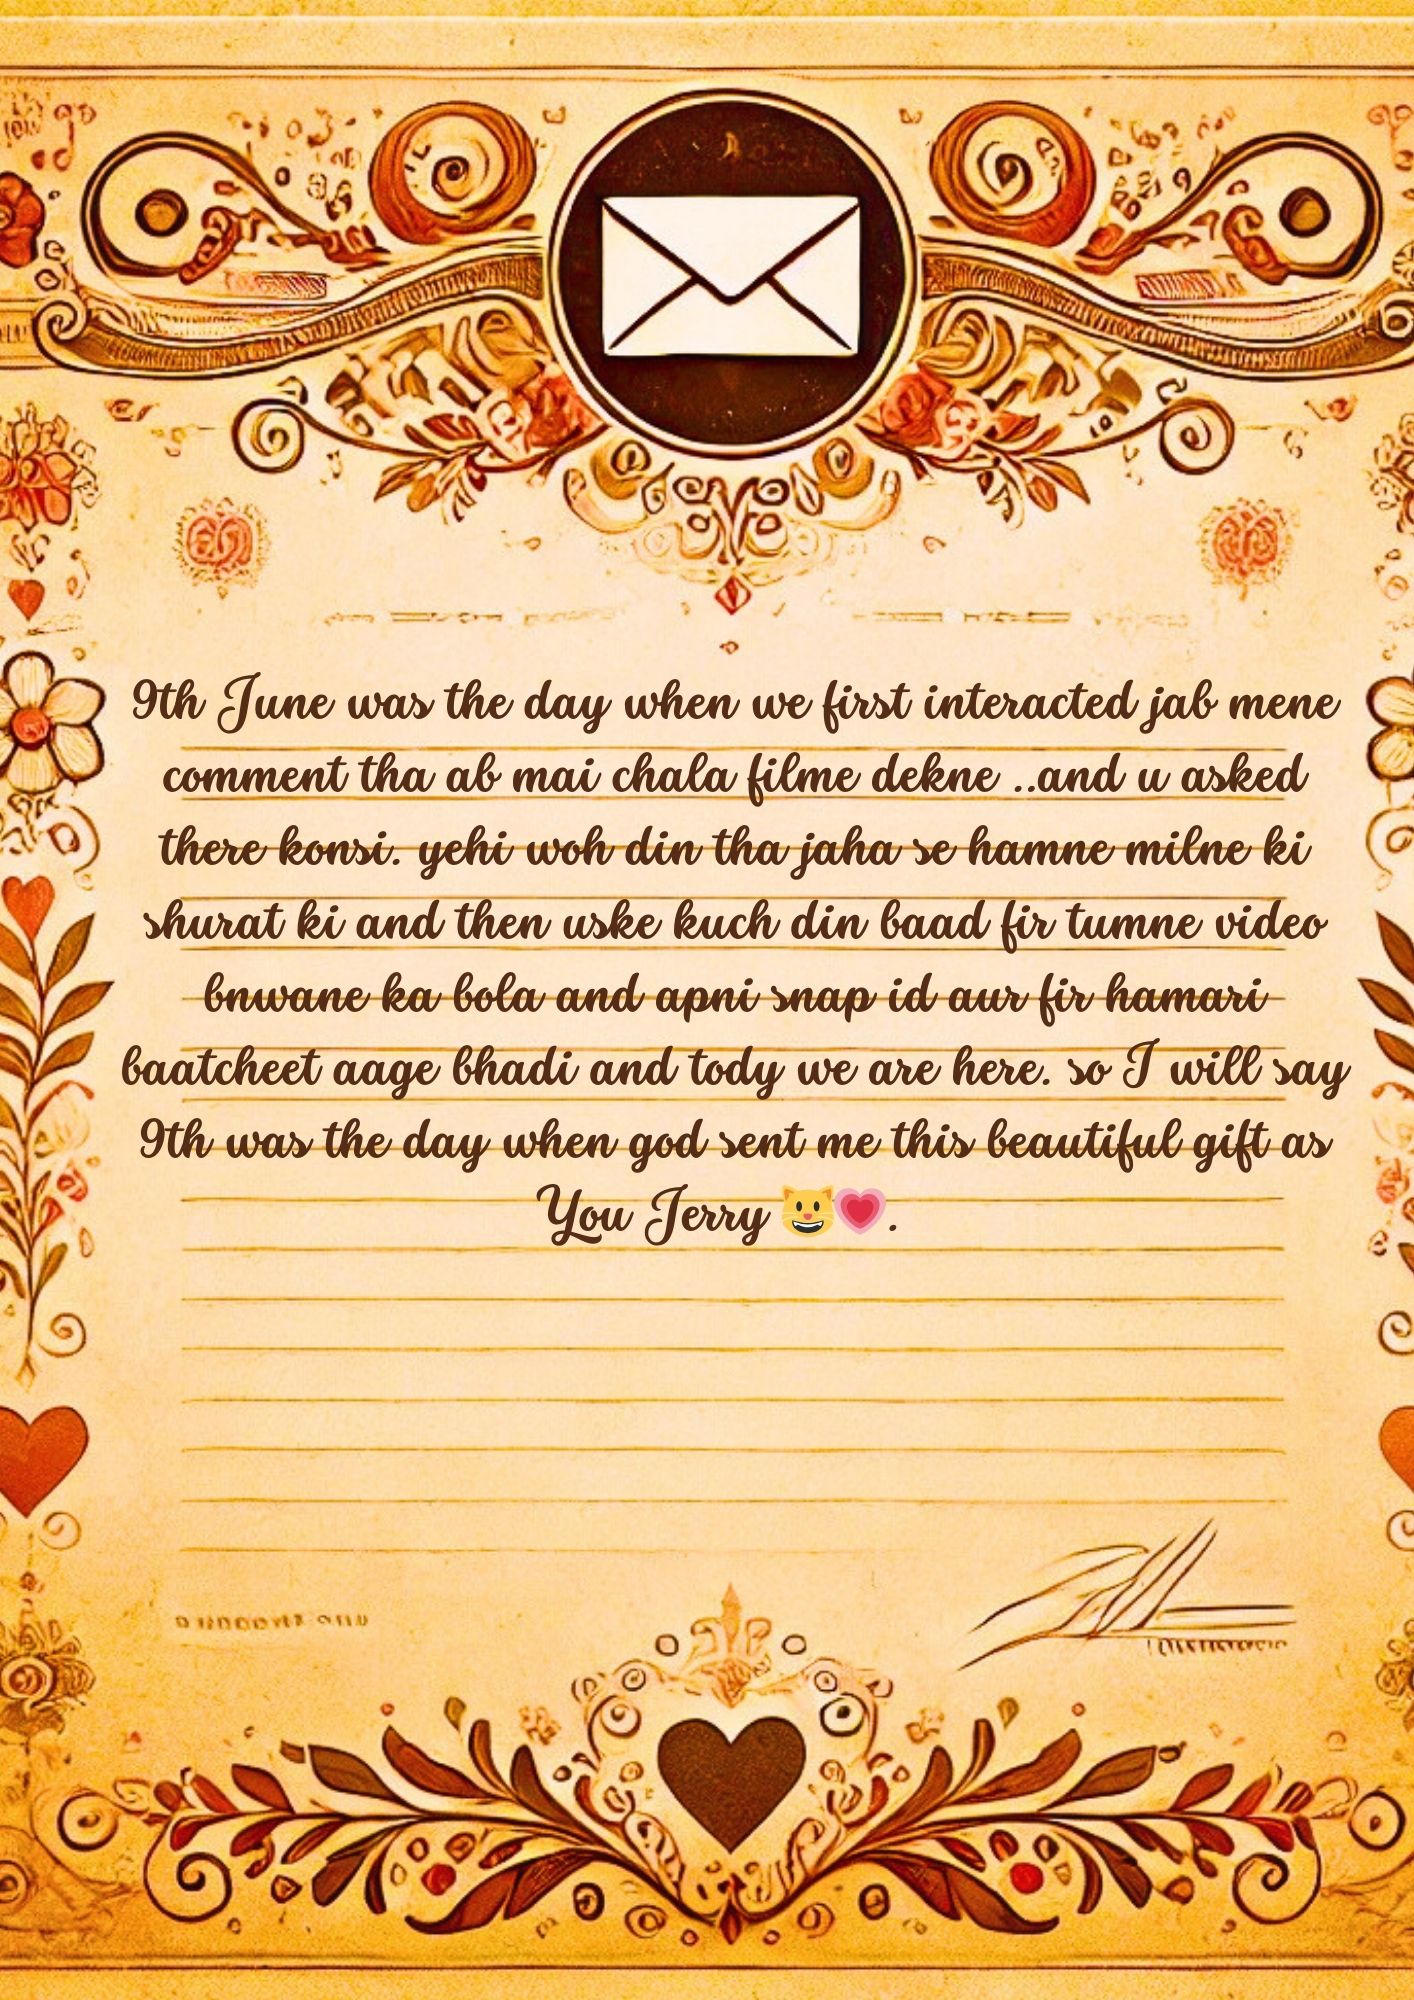 9th June was the day when we first interacted jab mene
comment tha ab mai chala filme dekne ..and u asked
there konsi. yehi woh din tha jaha se hamne milne ki
shurat ki and then uske kuch din baad fir tumne video
bnwane ka bola and apni snap id aur fir hamari
baatcheet aage bhadi and tody we are here. so I will say
9th was the day when god sent me this beautiful gift as
You Jerry 😺💗.